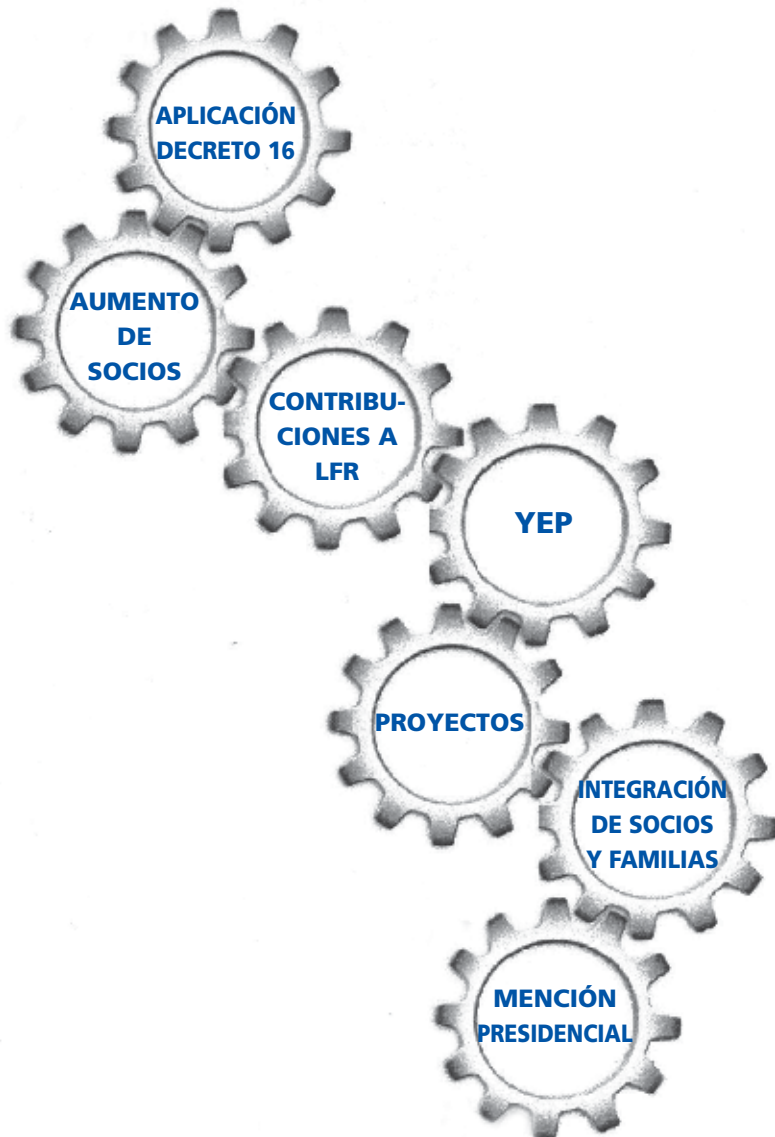 APLICACIÓN
DECRETO 16
AUMENTO
DE
SOCIOS
CONTRIBU-
CIONES A
LFR
YEP
PROYECTOS
INTEGRACIÓN
DE SOCIOS
Y FAMILIAS
MENCIÓN
PRESIDENCIAL